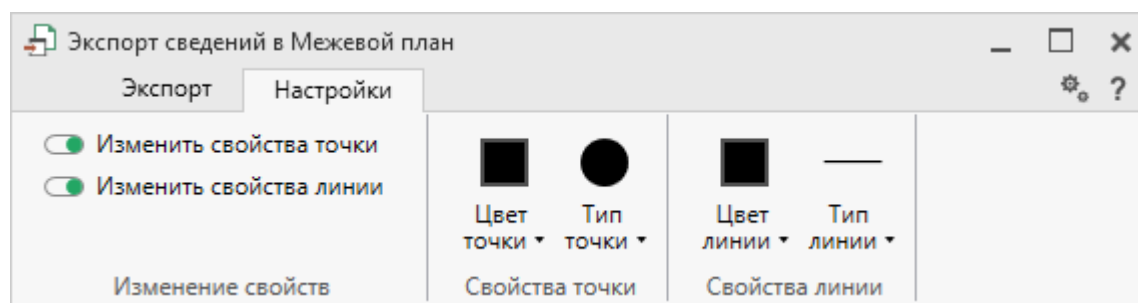 Экспорт сведений в Межевой план
Экспорт Настройки ?
Изменить свойства точки
Изменить свойства линии
Цвет точки Тип точки Цвет линии Тип линии
Изменение свойств Свойства точки Свойства линии